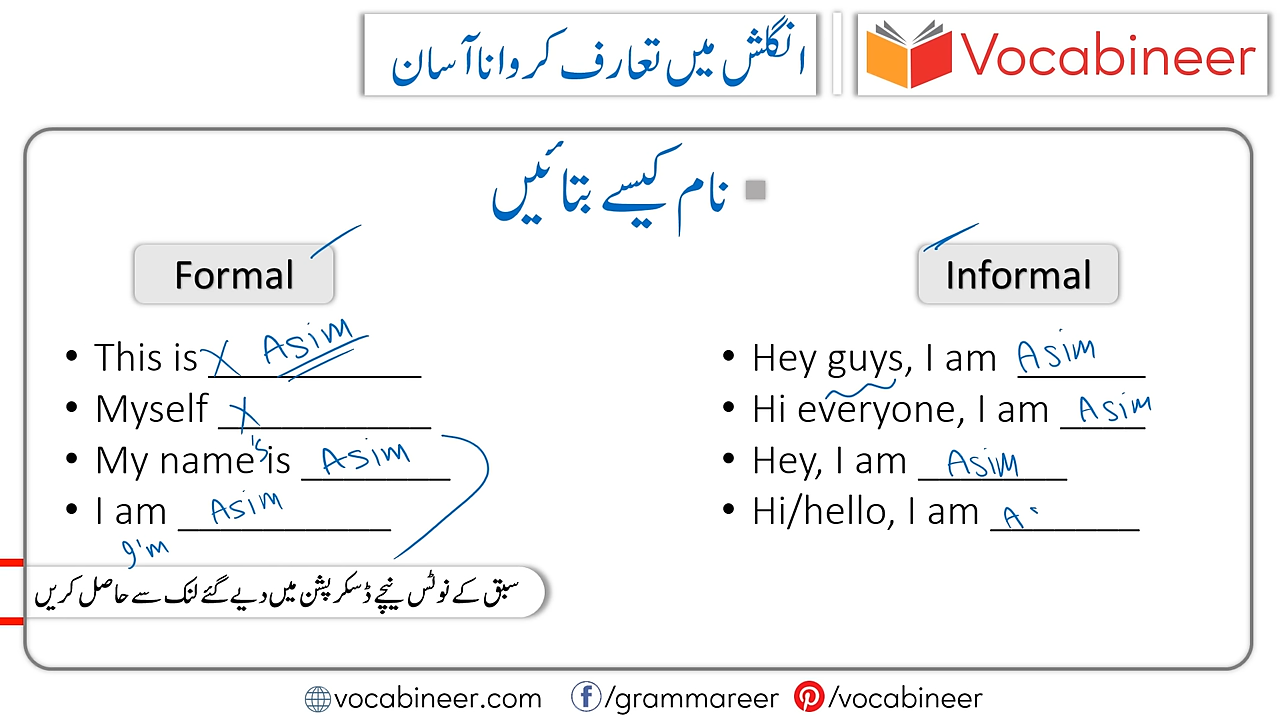 انگلش میں تعارف کروانا آسان
Vocabineer
نام کیسے بتائیں
Formal
This is X Asim
Myself X
My name's is Asim
I am Asim
I'm
Informal
Hey guys, I am Asim
Hi everyone, I am Asim
Hey, I am Asim
Hi/hello, I am As
سبق کے نوٹس نیچے ڈسکرپشن میں دیے گئے لنک سے حاصل کریں
vocabineer.com /grammareer /vocabineer